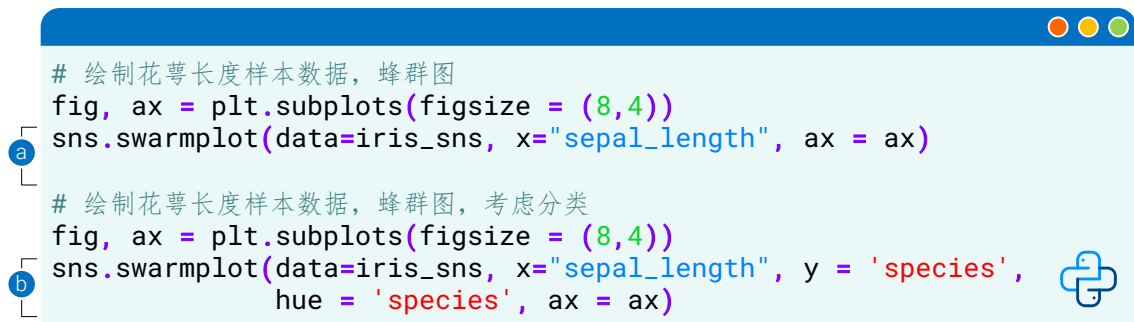 # 绘制花萼长度样本数据，蜂群图
fig, ax = plt.subplots(figsize = (8,4))
a
sns.swarmplot(data=iris_sns, x="sepal_length", ax = ax)
# 绘制花萼长度样本数据，蜂群图，考虑分类
fig, ax = plt.subplots(figsize = (8,4))
b
sns.swarmplot(data=iris_sns, x="sepal_length", y = 'species',
hue = 'species', ax = ax)